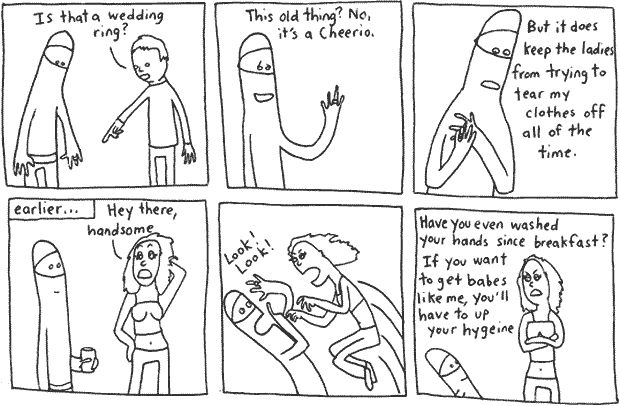 Is that a wedding
ring?
This old thing? No,
it's a Cheerio.
But it does
keep the ladies
from trying to
tear my
clothes off
all of the
time.
earlier...
Hey there,
handsome
Look!
Look!
Have you even washed
your hands since breakfast?
If you want
to get babes
like me, you'll
have to up
your hygeine